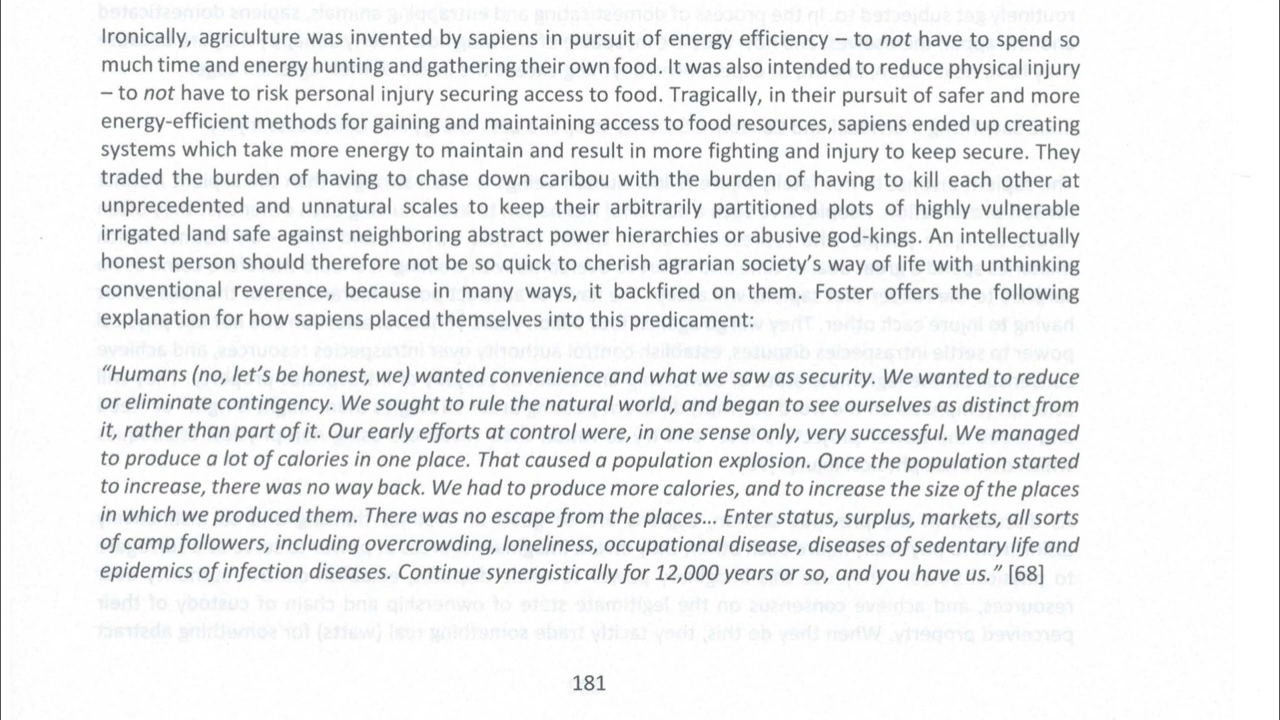 Ironically, agriculture was invented by sapiens in pursuit of energy efficiency – to not have to spend so
much time and energy hunting and gathering their own food. It was also intended to reduce physical injury
– to not have to risk personal injury securing access to food. Tragically, in their pursuit of safer and more
energy-efficient methods for gaining and maintaining access to food resources, sapiens ended up creating
systems which take more energy to maintain and result in more fighting and injury to keep secure. They
traded the burden of having to chase down caribou with the burden of having to kill each other at
unprecedented and unnatural scales to keep their arbitrarily partitioned plots of highly vulnerable
irrigated land safe against neighboring abstract power hierarchies or abusive god-kings. An intellectually
honest person should therefore not be so quick to cherish agrarian society’s way of life with unthinking
conventional reverence, because in many ways, it backfired on them. Foster offers the following
explanation for how sapiens placed themselves into this predicament:
“Humans (no, let’s be honest, we) wanted convenience and what we saw as security. We wanted to reduce
or eliminate contingency. We sought to rule the natural world, and began to see ourselves as distinct from
it, rather than part of it. Our early efforts at control were, in one sense only, very successful. We managed
to produce a lot of calories in one place. That caused a population explosion. Once the population started
to increase, there was no way back. We had to produce more calories, and to increase the size of the places
in which we produced them. There was no escape from the places… Enter status, surplus, markets, all sorts
of camp followers, including overcrowding, loneliness, occupational disease, diseases of sedentary life and
epidemics of infection diseases. Continue synergistically for 12,000 years or so, and you have us.” [68]
181